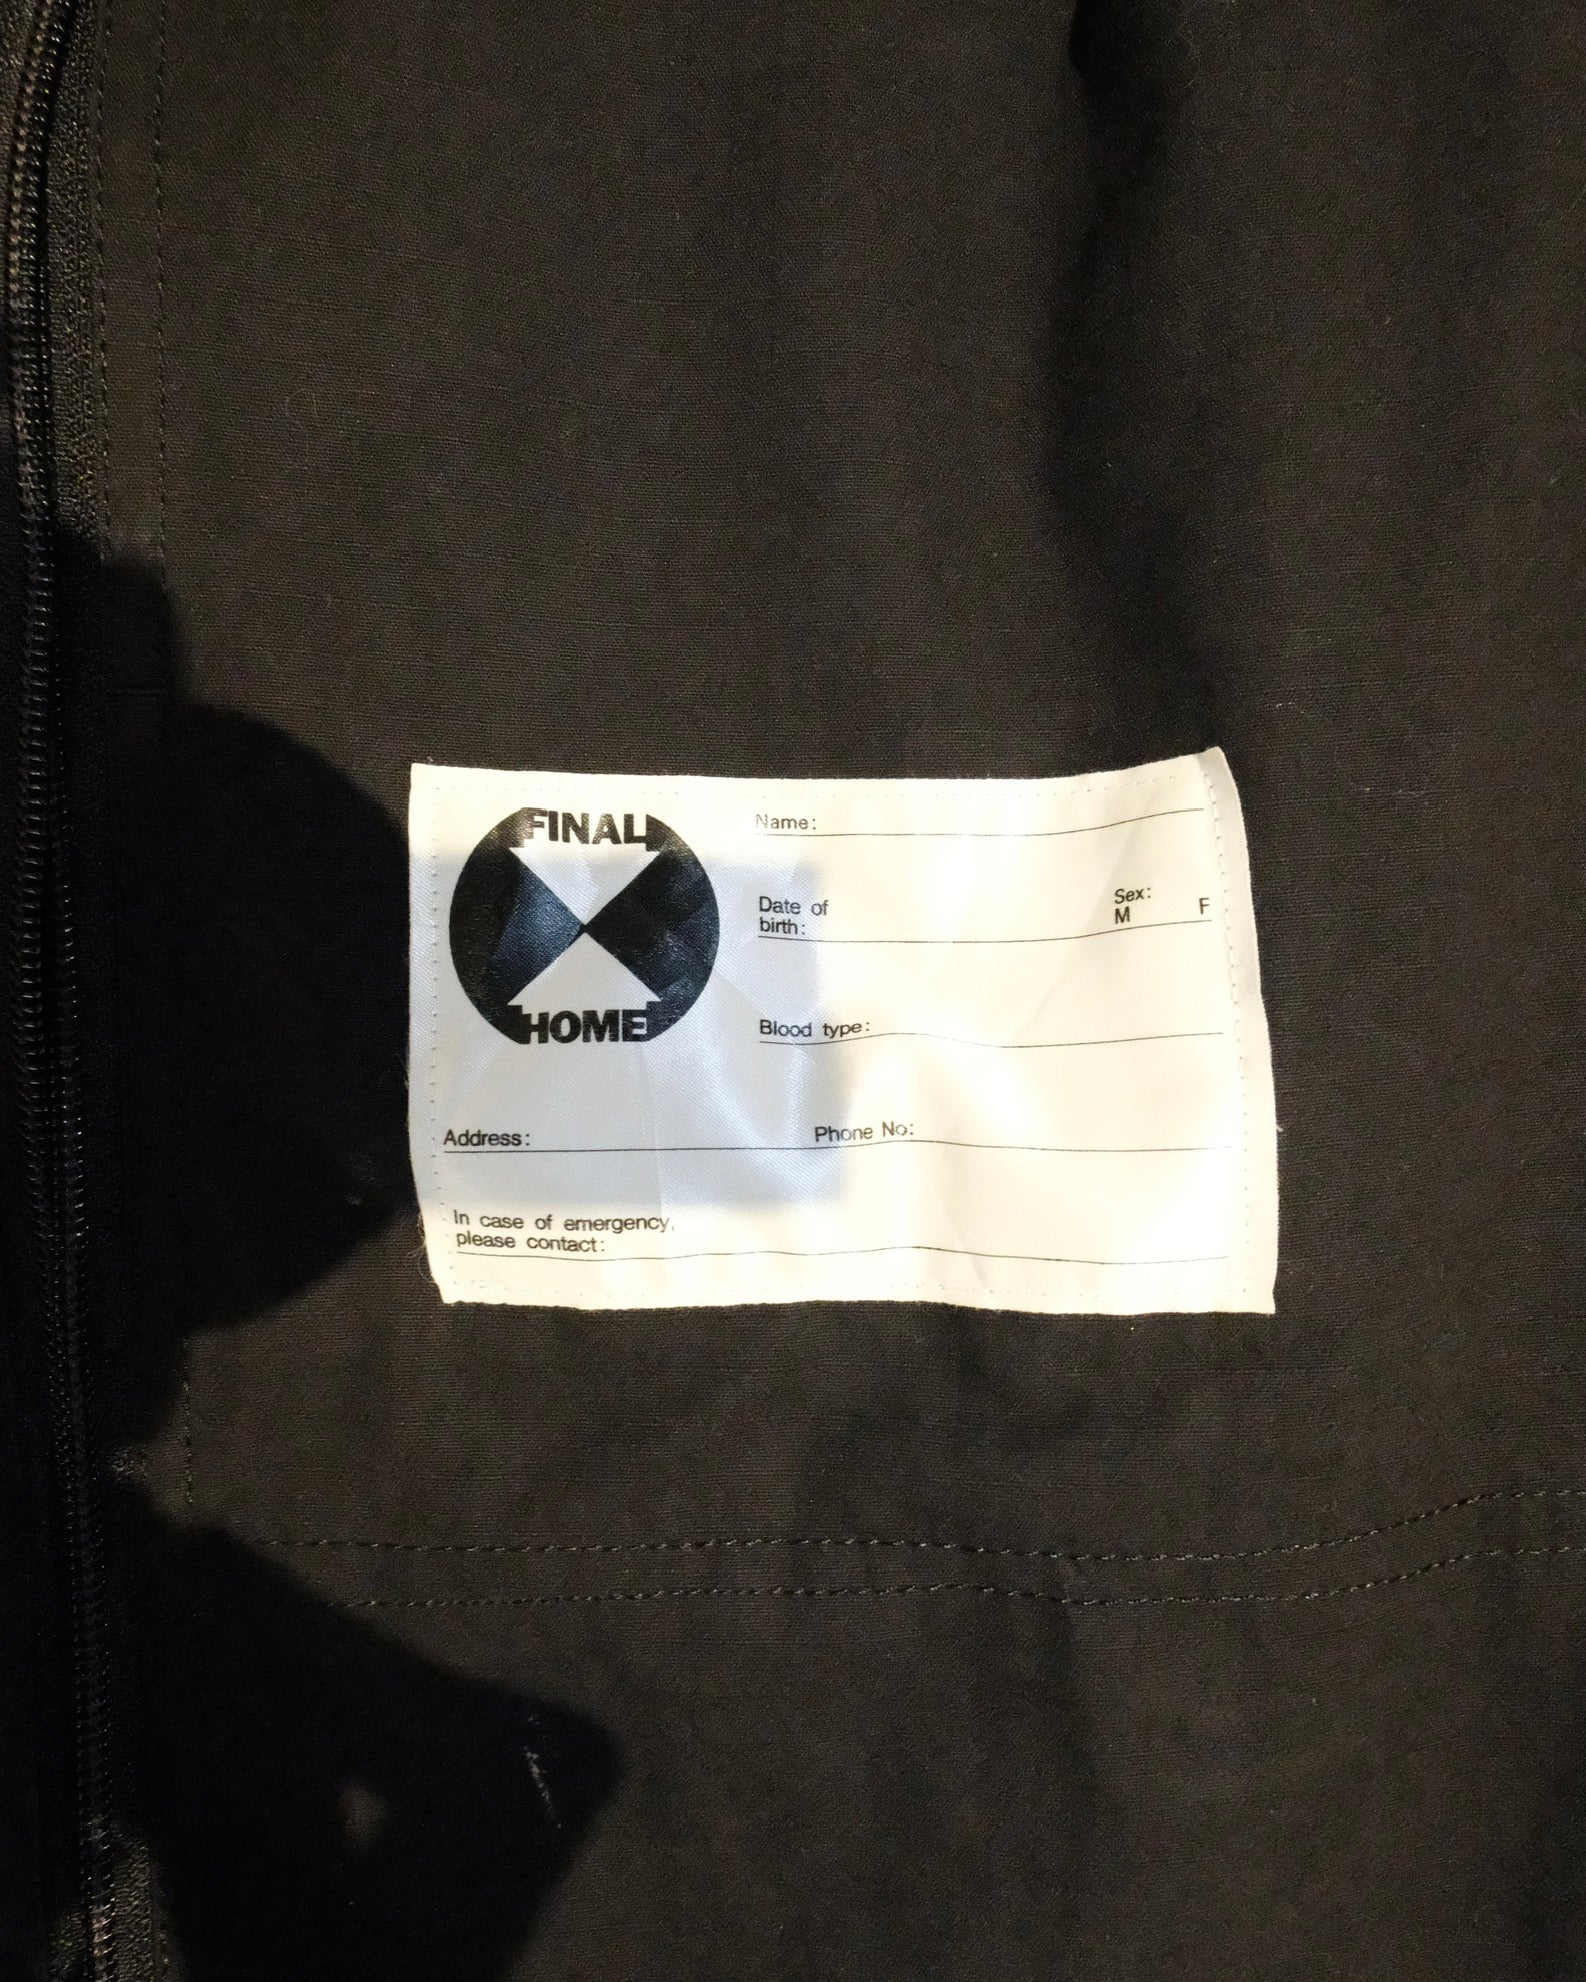 FINAL
HOME
Name:
Date of
birth:
Sex:
M F
Blood type:
Address:
Phone No:
In case of emergency,
please contact: